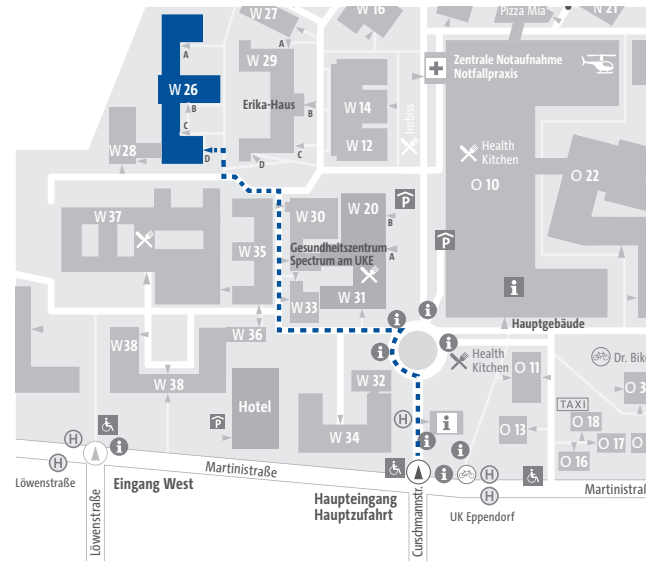 W 27
W 16
Pizza Mia
N 21
A
W 29
A
Zentrale Notaufnahme
Notfallpraxis
W 26
Erika-Haus
B
B
W 14
Imbiss
C
W 12
C
Health
Kitchen
W28
D
D
O 10
O 22
W 37
W 30
W 20
P
B
W 35
Gesundheitszentrum
Spectrum am UKE
A
P
W 33
W 31
i
i
i
Hauptgebäude
W38
W 36
i
i
Health
Kitchen
O 11
Dr. Bike
W 38
W 32
O 3
Hotel
TAXI
P
H
i
O 18
W 34
O 13
O 17
H
i
i
i
O 16
H
Martinistraße
i
H
Löwenstraße
Eingang West
Haupteingang
Hauptzufahrt
H
Martinistraß
UK Eppendorf
Löwenstraße
Curschmannstr.